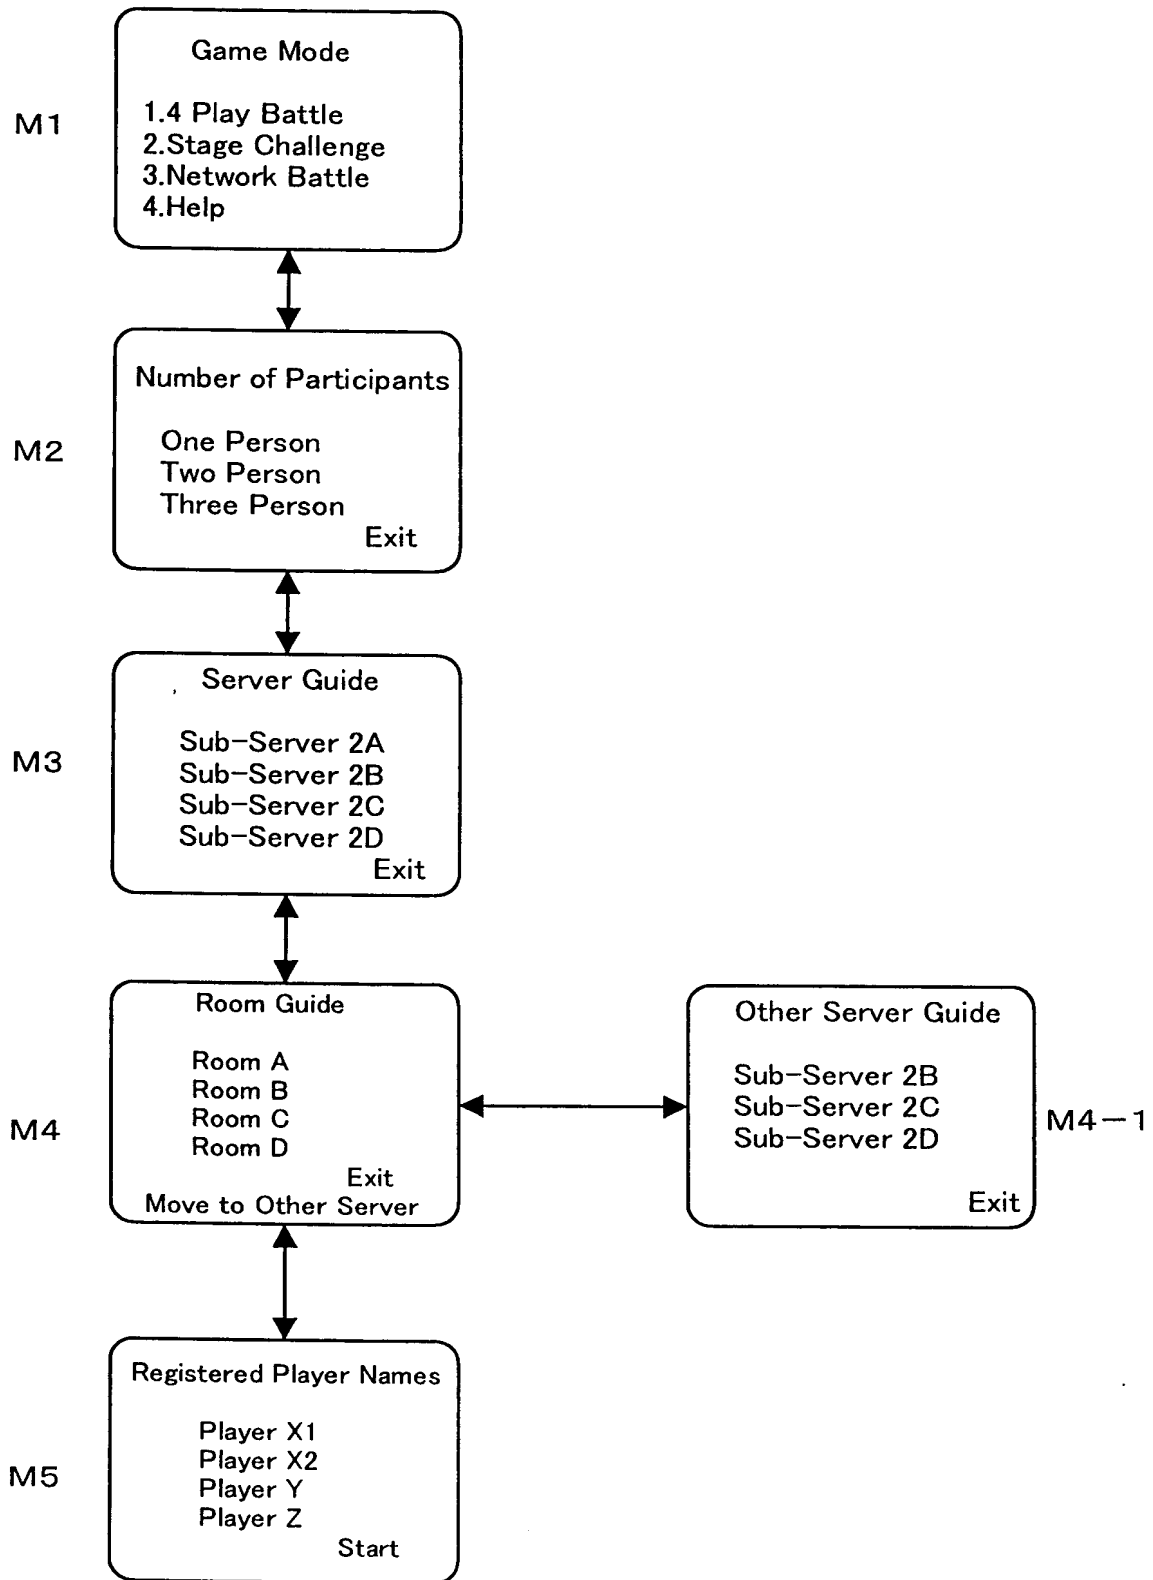 M1
Game Mode
1.4 Play Battle
2.Stage Challenge
3.Network Battle
4.Help
M2
Number of Participants
One Person
Two Person
Three Person
Exit
M3
Server Guide
Sub-Server 2A
Sub-Server 2B
Sub-Server 2C
Sub-Server 2D
Exit
M4
Room Guide
Room A
Room B
Room C
Room D
Exit
Move to Other Server
Other Server Guide
Sub-Server 2B
Sub-Server 2C
Sub-Server 2D
Exit
M4-1
M5
Registered Player Names
Player X1
Player X2
Player Y
Player Z
Start